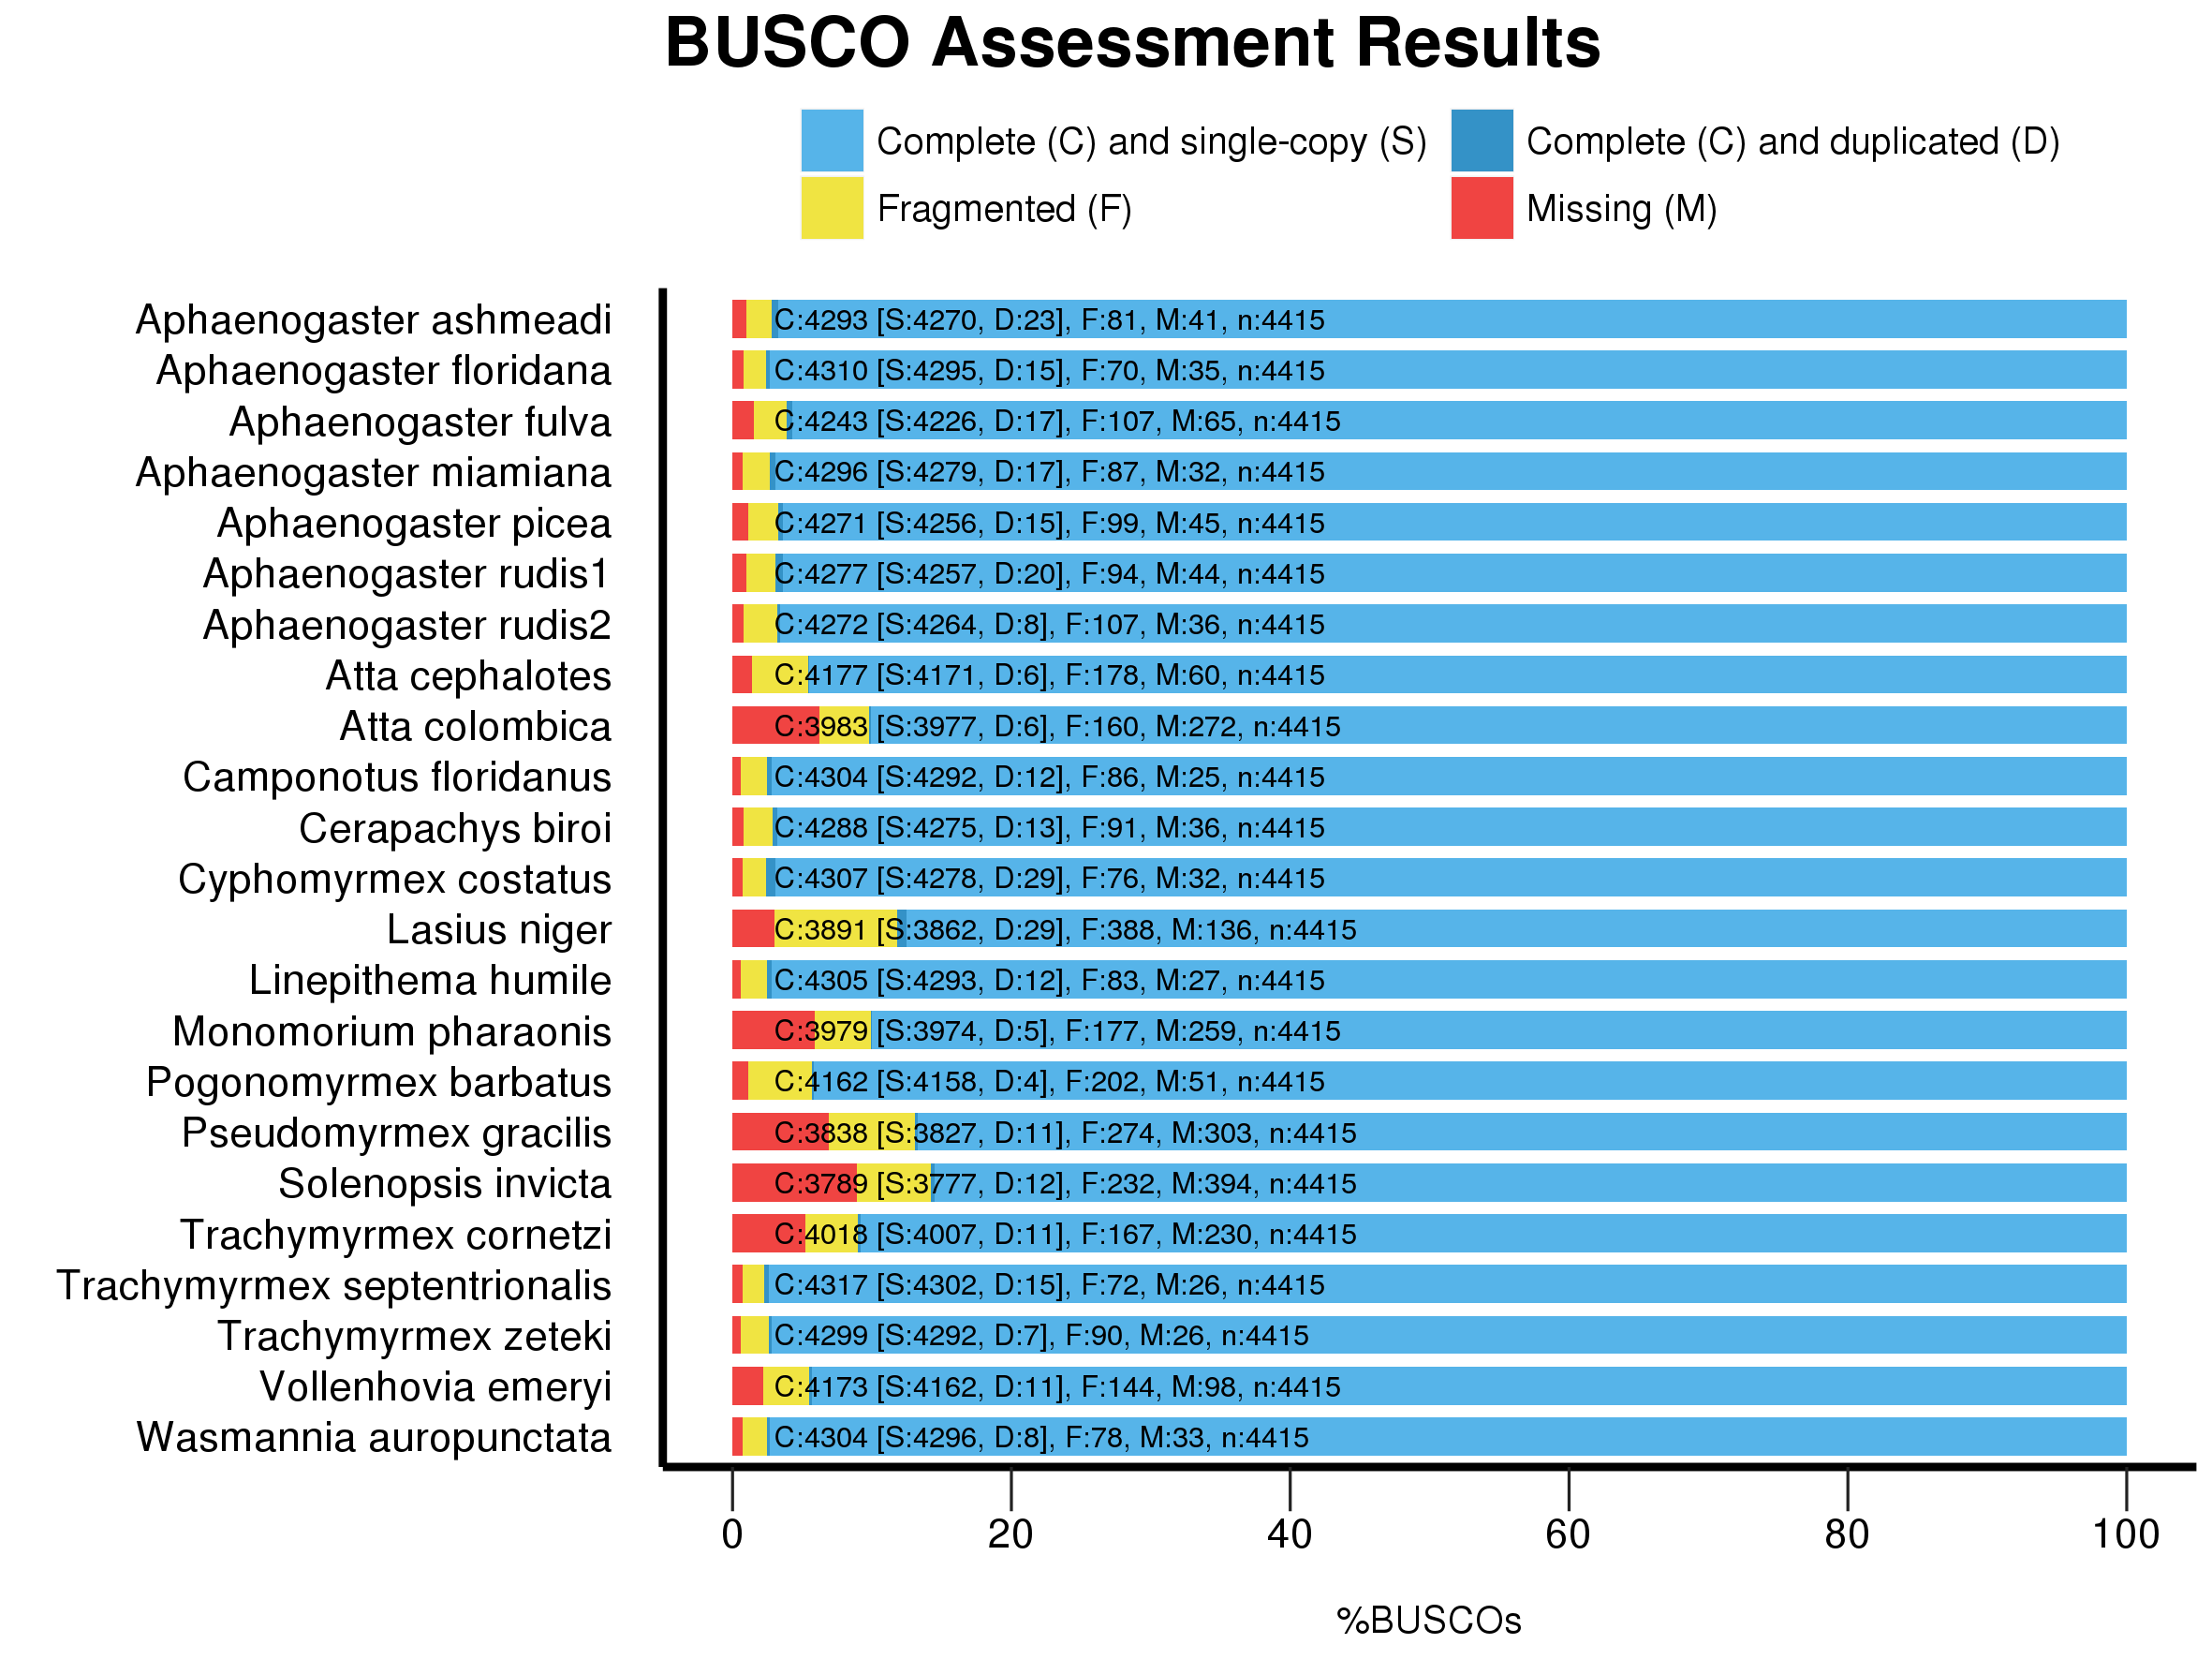 BUSCO Assessment Results
Complete (C) and single-copy (S) Complete (C) and duplicated (D)
Fragmented (F) Missing (M)
Aphaenogaster ashmeadi C:4293 [S:4270, D:23], F:81, M:41, n:4415
Aphaenogaster floridana C:4310 [S:4295, D:15], F:70, M:35, n:4415
Aphaenogaster fulva C:4243 [S:4226, D:17], F:107, M:65, n:4415
Aphaenogaster miamiana C:4296 [S:4279, D:17], F:87, M:32, n:4415
Aphaenogaster picea C:4271 [S:4256, D:15], F:99, M:45, n:4415
Aphaenogaster rudis1 C:4277 [S:4257, D:20], F:94, M:44, n:4415
Aphaenogaster rudis2 C:4272 [S:4264, D:8], F:107, M:36, n:4415
Atta cephalotes C:4177 [S:4171, D:6], F:178, M:60, n:4415
Atta colombica C:3983 [S:3977, D:6], F:160, M:272, n:4415
Camponotus floridanus C:4304 [S:4292, D:12], F:86, M:25, n:4415
Cerapachys biroi C:4288 [S:4275, D:13], F:91, M:36, n:4415
Cyphomyrmex costatus C:4307 [S:4278, D:29], F:76, M:32, n:4415
Lasius niger C:3891 [S:3862, D:29], F:388, M:136, n:4415
Linepithema humile C:4305 [S:4293, D:12], F:83, M:27, n:4415
Monomorium pharaonis C:3979 [S:3974, D:5], F:177, M:259, n:4415
Pogonomyrmex barbatus C:4162 [S:4158, D:4], F:202, M:51, n:4415
Pseudomyrmex gracilis C:3838 [S:3827, D:11], F:274, M:303, n:4415
Solenopsis invicta C:3789 [S:3777, D:12], F:232, M:394, n:4415
Trachymyrmex cornetzi C:4018 [S:4007, D:11], F:167, M:230, n:4415
Trachymyrmex septentrionalis C:4317 [S:4302, D:15], F:72, M:26, n:4415
Trachymyrmex zeteki C:4299 [S:4292, D:7], F:90, M:26, n:4415
Vollenhovia emeryi C:4173 [S:4162, D:11], F:144, M:98, n:4415
Wasmannia auropunctata C:4304 [S:4296, D:8], F:78, M:33, n:4415
0 20 40 60 80 100
%BUSCOs